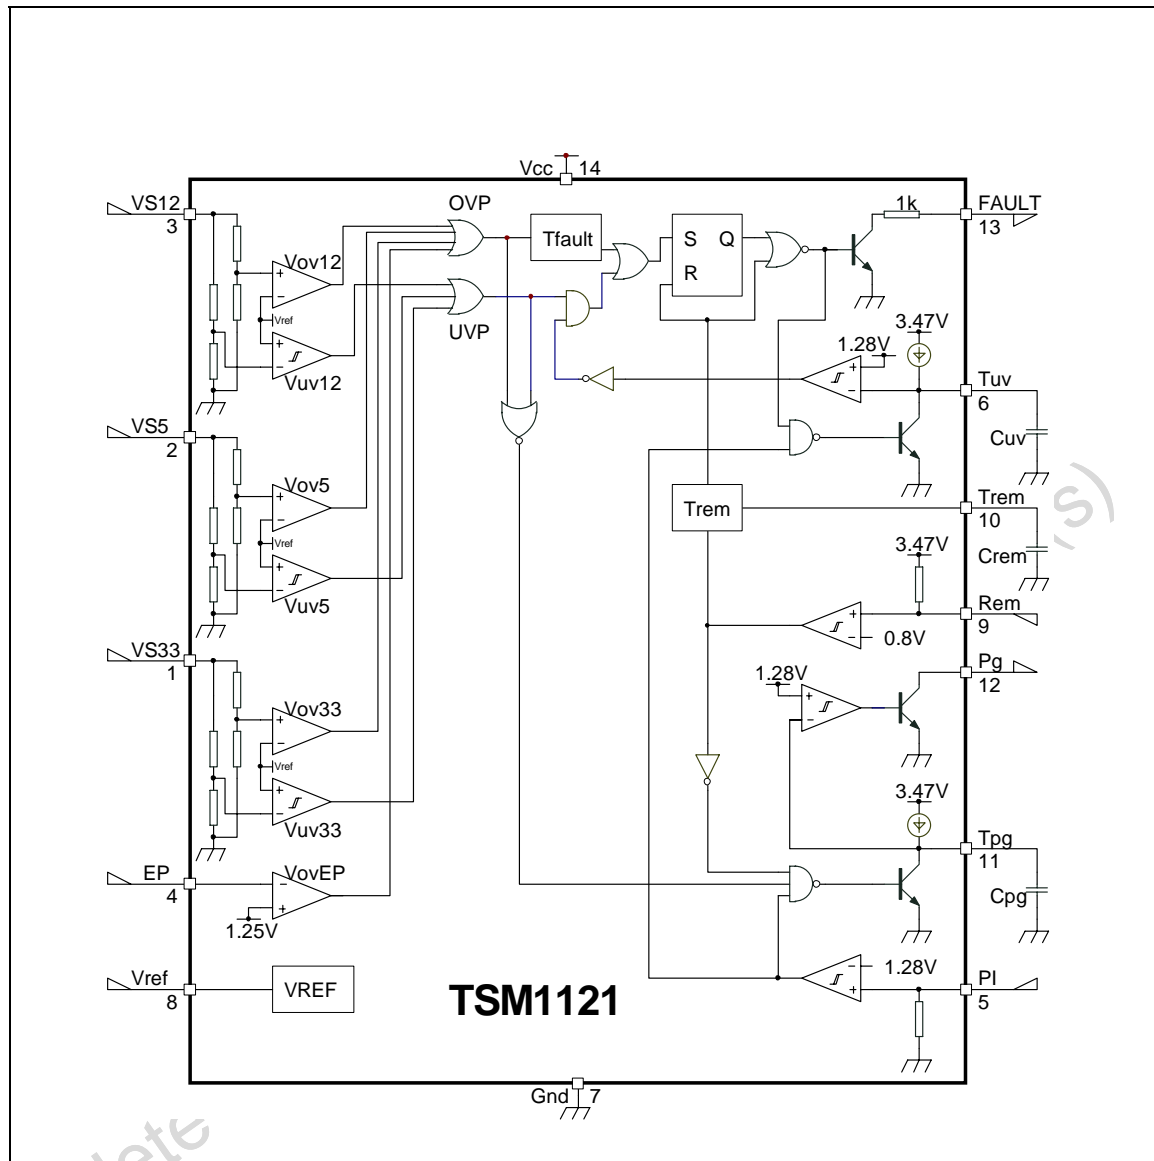 Vcc 14
VS12
3
OVP
FAULT
13
1k
Tfault
S Q
R
Vov12
+
−
Vref
+
−
Vuv12
UVP
3.47V
1.28V
+
−
Tuv
6
Cuv
VS5
2
Vov5
+
−
Vref
+
−
Vuv5
Trem
Trem
10
Crem
3.47V
+
−
0.8V
Rem
9
VS33
1
Vov33
+
−
Vref
+
−
Vuv33
1.28V
+
−
Pg
12
3.47V
Tpg
11
Cpg
EP
4
VovEP
−
+
1.25V
Vref
8
VREF
TSM1121
−
1.28V
+
PI
5
Gnd 7
lete
s)